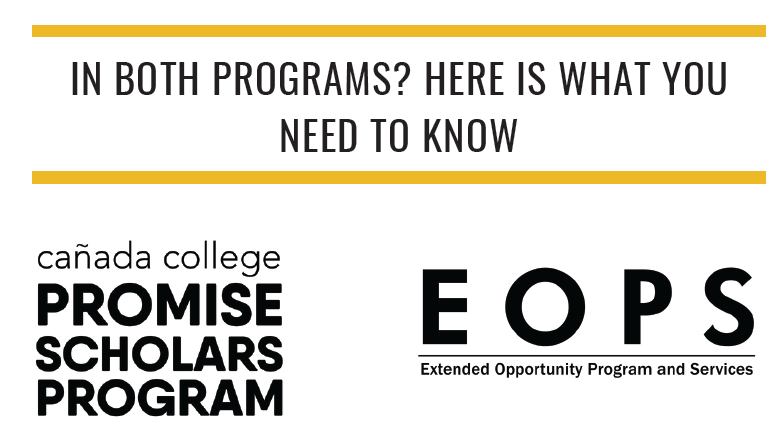 IN BOTH PROGRAMS? HERE IS WHAT YOU
NEED TO KNOW
cañada college
PROMISE
SCHOLARS
PROGRAM
EOPS
Extended Opportunity Program and Services